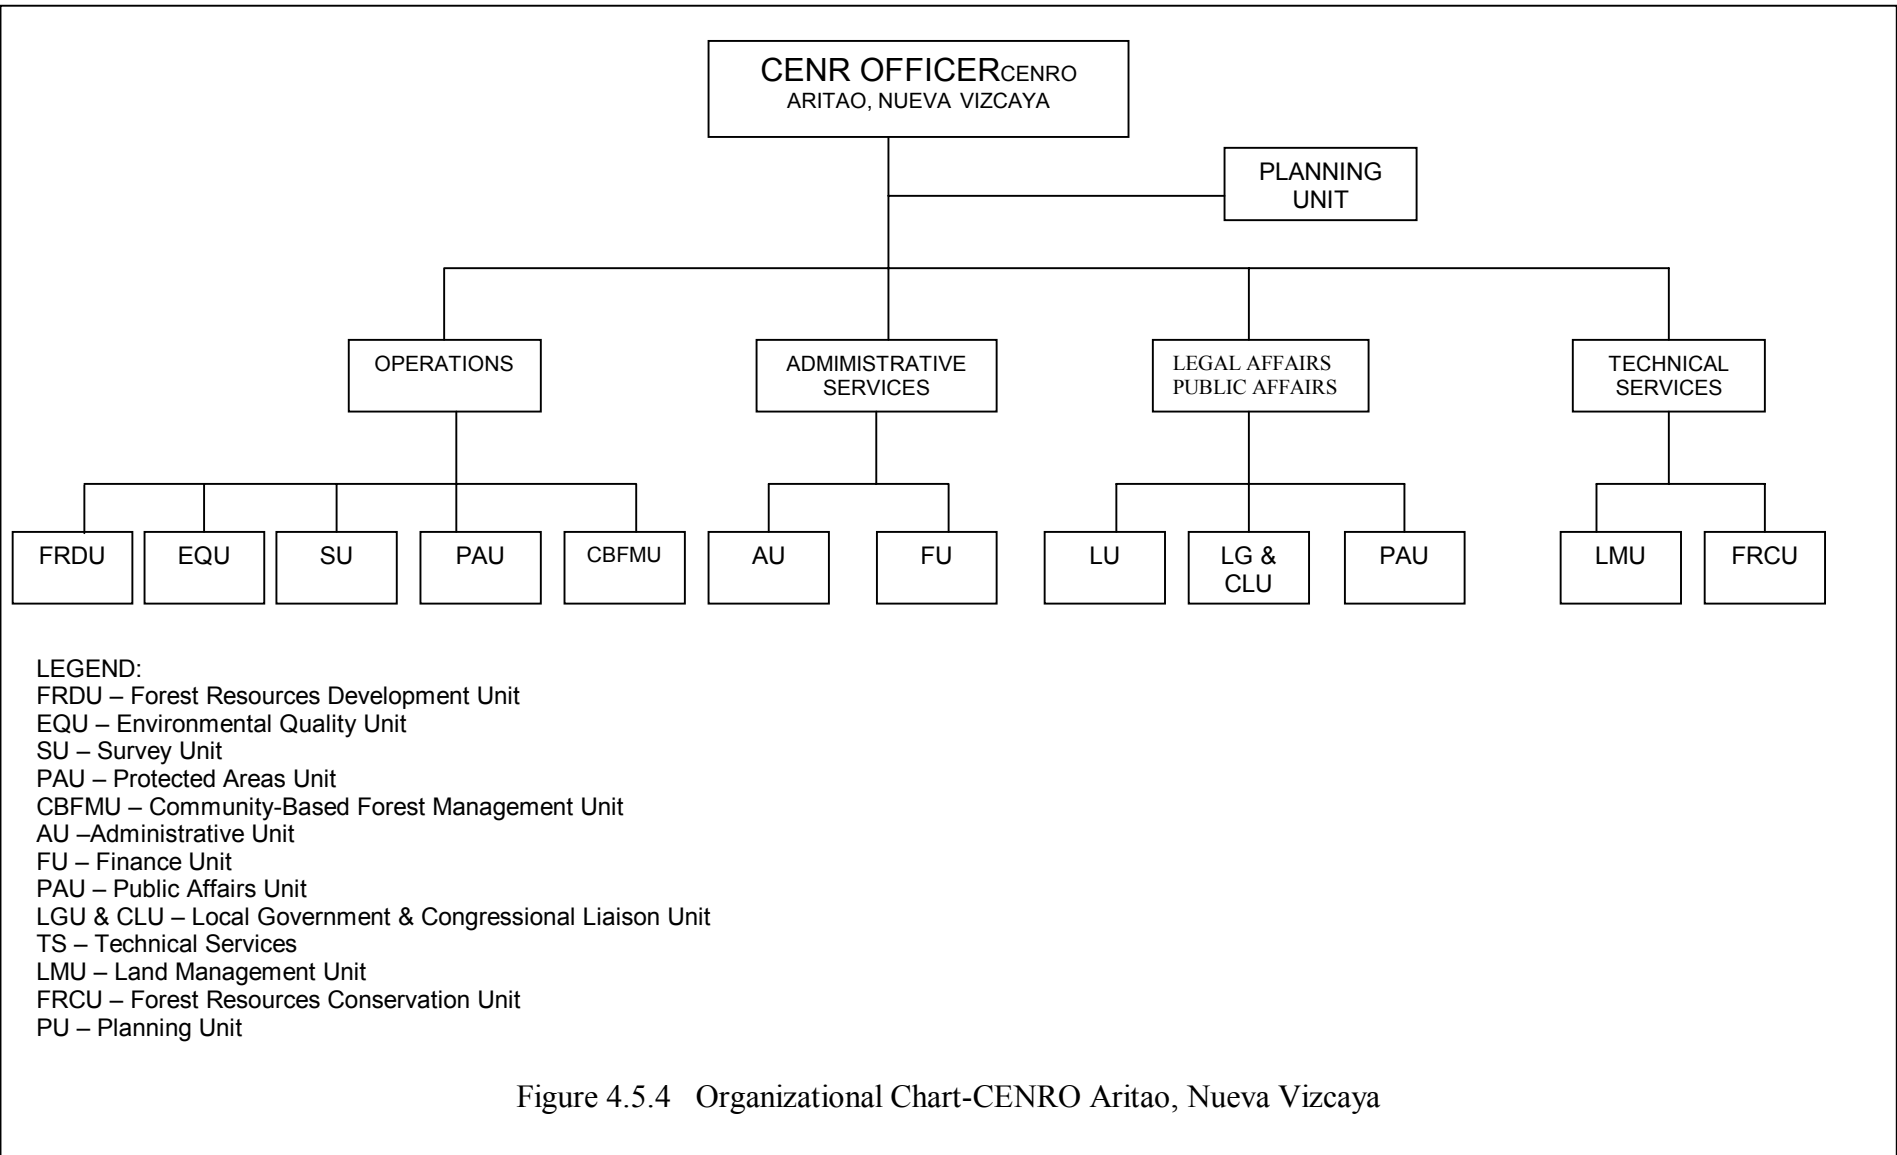 CENR OFFICERCENRO
ARITAO, NUEVA VIZCAYA
PLANNING
UNIT
OPERATIONS
ADMIMISTRATIVE
SERVICES
LEGAL AFFAIRS
PUBLIC AFFAIRS
TECHNICAL
SERVICES
FRDU
EQU
SU
PAU
CBFMU
AU
FU
LU
LG &
CLU
PAU
LMU
FRCU
LEGEND:
FRDU – Forest Resources Development Unit
EQU – Environmental Quality Unit
SU – Survey Unit
PAU – Protected Areas Unit
CBFMU – Community-Based Forest Management Unit
AU –Administrative Unit
FU – Finance Unit
PAU – Public Affairs Unit
LGU & CLU – Local Government & Congressional Liaison Unit
TS – Technical Services
LMU – Land Management Unit
FRCU – Forest Resources Conservation Unit
PU – Planning Unit
Figure 4.5.4 Organizational Chart-CENRO Aritao, Nueva Vizcaya